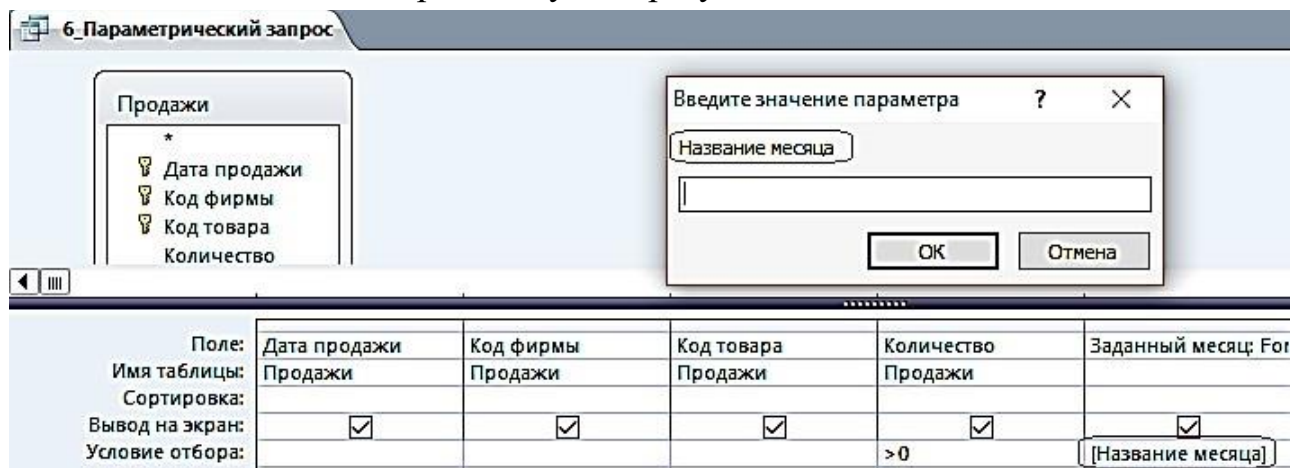 6_Параметрический запрос
Продажи
*
Дата продажи
Код фирмы
Код товара
Количество
Введите значение параметра ? ×
Название месяца
ОК Отмена
Поле: Дата продажи Код фирмы Код товара Количество Заданный месяц: For
Имя таблицы: Продажи Продажи Продажи Продажи
Сортировка:
Вывод на экран:
Условие отбора: >0 [Название месяца]